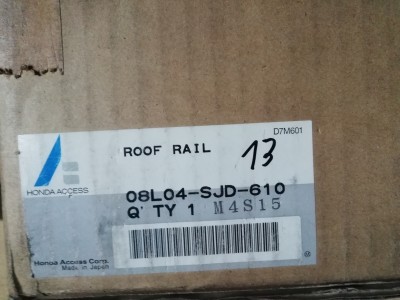 D7M601
ROOF RAIL 13
HONDA ACCESS
08L04-SJD-610
Q'TY 1 M4S15
Honda Access Corp.
Made in Japan